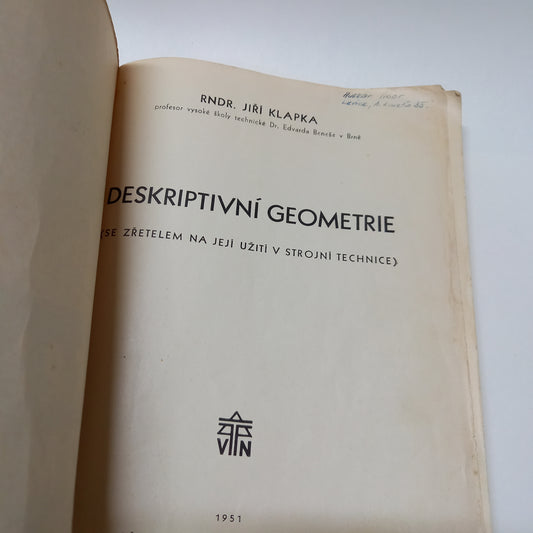 RNDR. JIŘÍ KLAPKA
profesor vysoké školy technické Dr. Edvarda Beneše v Brně
DESKRIPTIVNÍ GEOMETRIE
(SE ZŘETELEM NA JEJÍ UŽITÍ V STROJNÍ TECHNICE)
VTN
1951